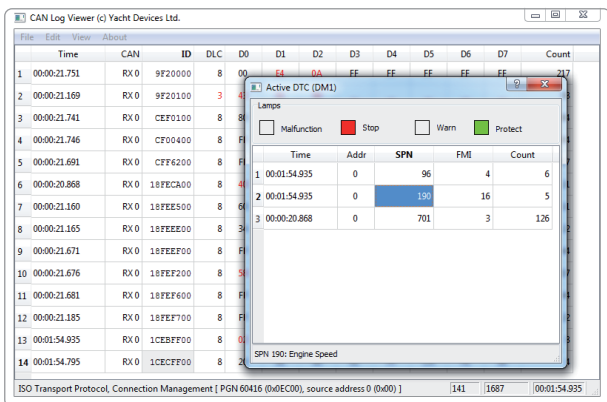 CAN Log Viewer (c) Yacht Devices Ltd.
File Edit View About
Time CAN ID DLC D0 D1 D2 D3 D4 D5 D6 D7 Count
1 00:00:21.751 RX 0 9F20000 8 00 E4 0A FF FF FF FF FF 217
2 00:00:21.169 RX 0 9F20100 3
3 00:00:21.741 RX 0 CEF0100 8
4 00:00:21.746 RX 0 CF00400 8
5 00:00:21.691 RX 0 CFF6200 8
6 00:00:20.868 RX 0 18FECA00 8
7 00:00:21.160 RX 0 18FEE500 8
8 00:00:21.165 RX 0 18FEEE00 8
9 00:00:21.671 RX 0 18FEEF00 8
10 00:00:21.676 RX 0 18FEF200 8
11 00:00:21.681 RX 0 18FEF600 8
12 00:00:21.185 RX 0 18FEF700 8
13 00:01:54.935 RX 0 1CEBFF00 8
14 00:01:54.795 RX 0 1CECFF00 8
Active DTC (DM1)
Lamps
Malfunction Stop Warn Protect
Time Addr SPN FMI Count
1 00:01:54.935 0 96 4 6
2 00:01:54.935 0 190 16 5
3 00:00:20.868 0 701 3 126
SPN 190: Engine Speed
ISO Transport Protocol, Connection Management [ PGN 60416 (0x0EC00), source address 0 (0x00) ] 141 1687 00:01:54.935